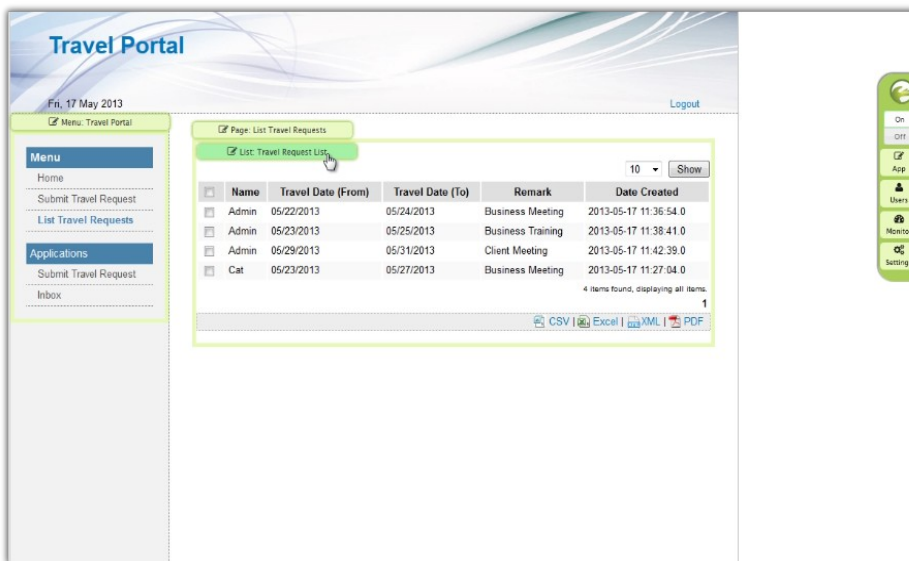 Travel Portal
Fri, 17 May 2013
Logout
Menu: Travel Portal
Menu
Home
Submit Travel Request
List Travel Requests
Applications
Submit Travel Request
Inbox
Page: List Travel Requests
List: Travel Request List
10 Show
Name Travel Date (From) Travel Date (To) Remark Date Created
Admin 05/22/2013 05/24/2013 Business Meeting 2013-05-17 11:36:54.0
Admin 05/23/2013 05/25/2013 Business Training 2013-05-17 11:38:41.0
Admin 05/29/2013 05/31/2013 Client Meeting 2013-05-17 11:42:39.0
Cat 05/23/2013 05/27/2013 Business Meeting 2013-05-17 11:27:04.0
4 items found, displaying all items.
1
CSV | Excel | XML | PDF
On
Off
App
Users
Monito
Setting